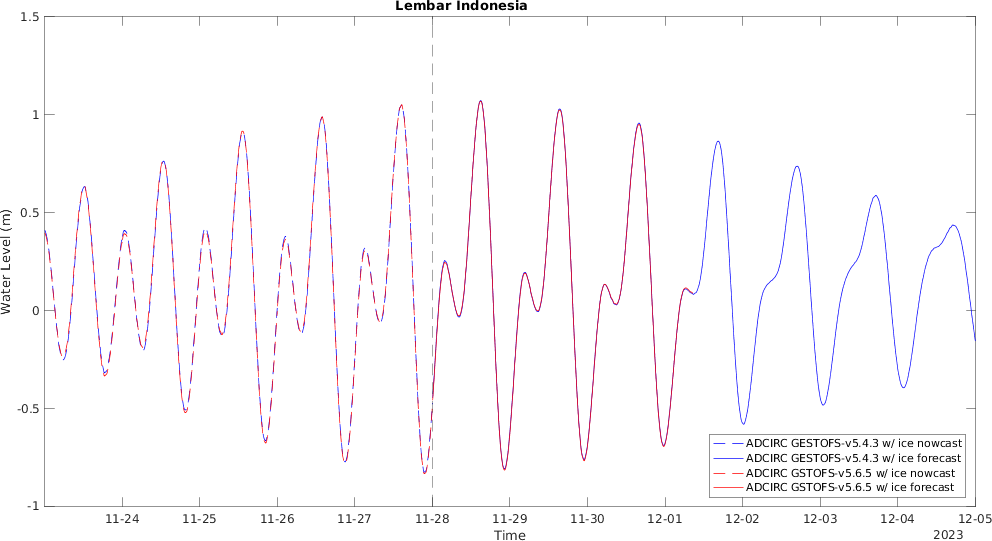 Lembar Indonesia
1.5
1
0.5
0
-0.5
-1
Water Level (m)
ADCIRC GESTOFS-v5.4.3 w/ ice nowcast
ADCIRC GESTOFS-v5.4.3 w/ ice forecast
ADCIRC GSTOFS-v5.6.5 w/ ice nowcast
ADCIRC GSTOFS-v5.6.5 w/ ice forecast
11-24 11-25 11-26 11-27 11-28 11-29 11-30 12-01 12-02 12-03 12-04 12-05
Time
2023